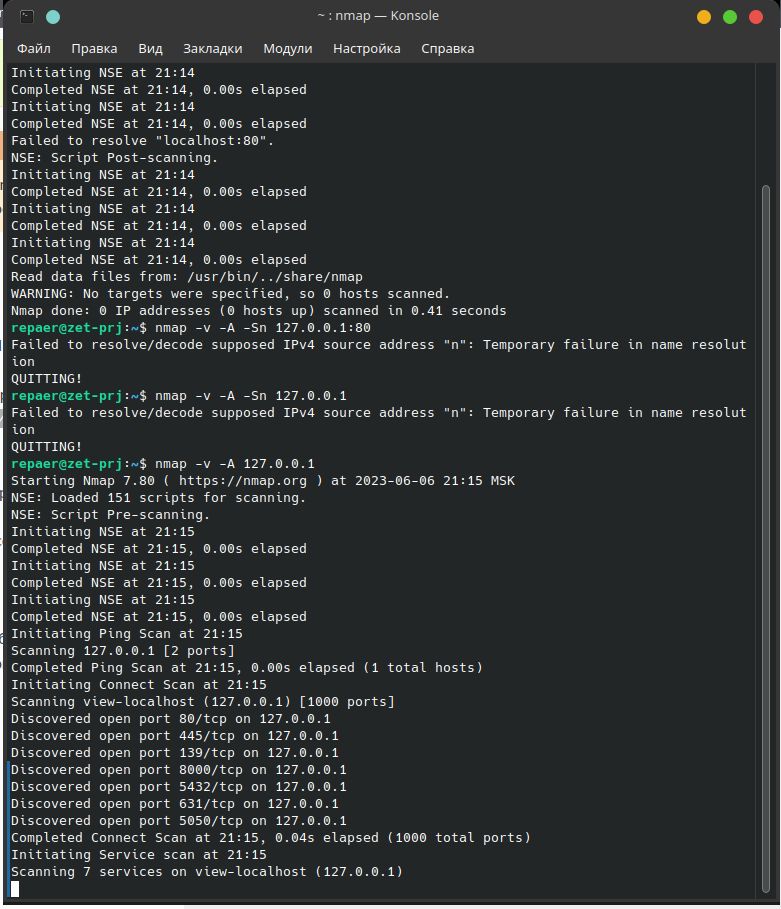 ~ : nmap — Konsole
Файл Правка Вид Закладки Модули Настройка Справка
Initiating NSE at 21:14
Completed NSE at 21:14, 0.00s elapsed
Initiating NSE at 21:14
Completed NSE at 21:14, 0.00s elapsed
Failed to resolve "localhost:80".
NSE: Script Post-scanning.
Initiating NSE at 21:14
Completed NSE at 21:14, 0.00s elapsed
Initiating NSE at 21:14
Completed NSE at 21:14, 0.00s elapsed
Initiating NSE at 21:14
Completed NSE at 21:14, 0.00s elapsed
Read data files from: /usr/bin/../share/nmap
WARNING: No targets were specified, so 0 hosts scanned.
Nmap done: 0 IP addresses (0 hosts up) scanned in 0.41 seconds
repaer@zet-prj:~$ nmap -v -A -Sn 127.0.0.1:80
Failed to resolve/decode supposed IPv4 source address "n": Temporary failure in name resolut
ion
QUITTING!
repaer@zet-prj:~$ nmap -v -A -Sn 127.0.0.1
Failed to resolve/decode supposed IPv4 source address "n": Temporary failure in name resolut
ion
QUITTING!
repaer@zet-prj:~$ nmap -v -A 127.0.0.1
Starting Nmap 7.80 ( https://nmap.org ) at 2023-06-06 21:15 MSK
NSE: Loaded 151 scripts for scanning.
NSE: Script Pre-scanning.
Initiating NSE at 21:15
Completed NSE at 21:15, 0.00s elapsed
Initiating NSE at 21:15
Completed NSE at 21:15, 0.00s elapsed
Initiating NSE at 21:15
Completed NSE at 21:15, 0.00s elapsed
Initiating Ping Scan at 21:15
Scanning 127.0.0.1 [2 ports]
Completed Ping Scan at 21:15, 0.00s elapsed (1 total hosts)
Initiating Connect Scan at 21:15
Scanning view-localhost (127.0.0.1) [1000 ports]
Discovered open port 80/tcp on 127.0.0.1
Discovered open port 445/tcp on 127.0.0.1
Discovered open port 139/tcp on 127.0.0.1
Discovered open port 8000/tcp on 127.0.0.1
Discovered open port 5432/tcp on 127.0.0.1
Discovered open port 631/tcp on 127.0.0.1
Discovered open port 5050/tcp on 127.0.0.1
Completed Connect Scan at 21:15, 0.04s elapsed (1000 total ports)
Initiating Service scan at 21:15
Scanning 7 services on view-localhost (127.0.0.1)